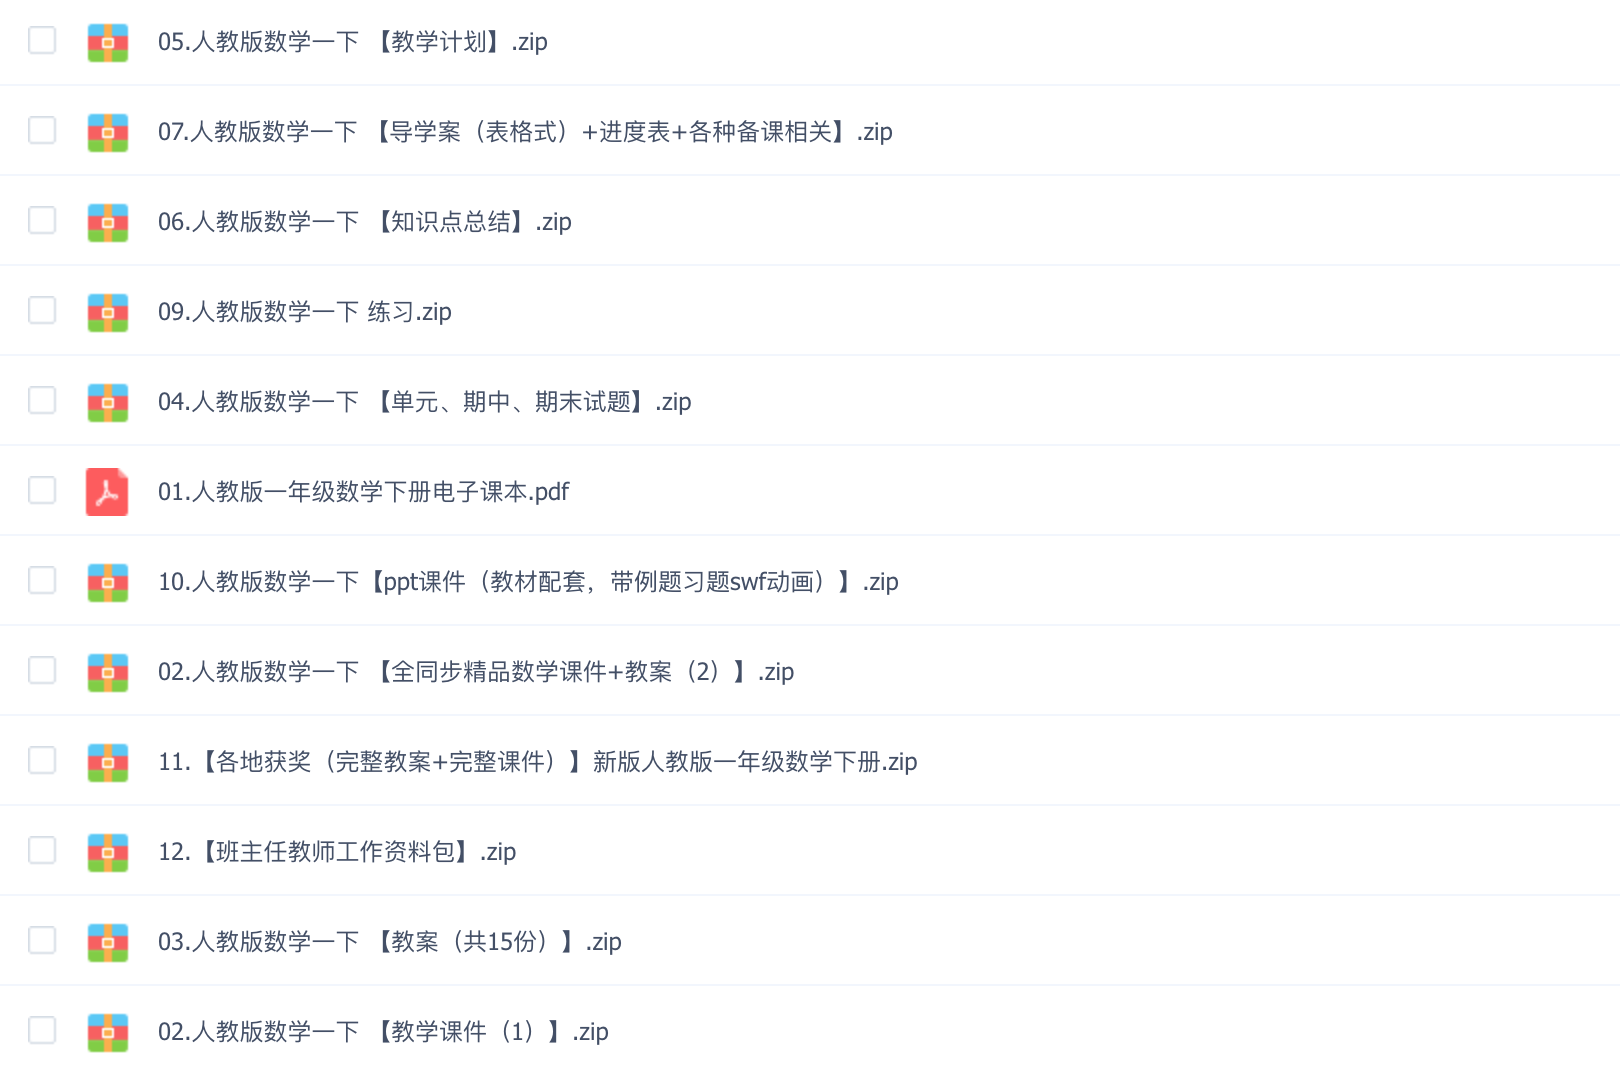 05.人教版数学一下 【教学计划】.zip
07.人教版数学一下 【导学案（表格式）+进度表+各种备课相关】.zip
06.人教版数学一下 【知识点总结】.zip
09.人教版数学一下 练习.zip
04.人教版数学一下 【单元、期中、期末试题】.zip
01.人教版一年级数学下册电子课本.pdf
10.人教版数学一下【ppt课件（教材配套，带例题习题swf动画）】.zip
02.人教版数学一下 【全同步精品数学课件+教案（2）】.zip
11.【各地获奖（完整教案+完整课件）】新版人教版一年级数学下册.zip
12.【班主任教师工作资料包】.zip
03.人教版数学一下 【教案（共15份）】.zip
02.人教版数学一下 【教学课件（1）】.zip